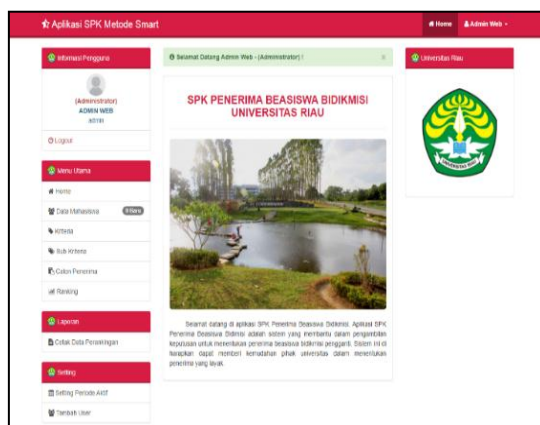 Aplikasi SPK Metode Smart
Home
Admin Web
Informasi Pengguna
(Administrator)
ADMIN WEB
Logout
Menu Utama
Home
Data Mahasiswa
Kriteria
Sub Kriteria
Calon Penerima
Ranking
Laporan
Cetak Data Perankingan
Setting
Setting Periode Aktif
Tambah User
Selamat Datang Admin Web - (Administrator) !
SPK PENERIMA BEASISWA BIDIKMISI
UNIVERSITAS RIAU
Selamat datang di aplikasi SPK Penerima Beasiswa Bidikmisi. Aplikasi SPK
Penerima Beasiswa Bidimisi adalah sistem yang membantu dalam pengambilan
keputusan untuk menentukan penerima beasiswa bidikmisi pengganti. Sistem ini di
harapkan dapat memberi kemudahan pihak universitas dalam menentukan
penerima yang layak.
Universitas Riau
UNIVERSITAS RIAU